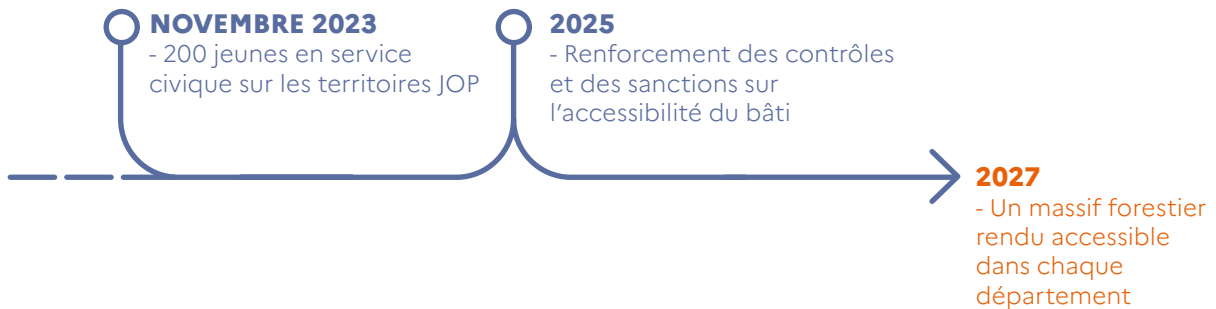 NOVEMBRE 2023
- 200 jeunes en service
civique sur les territoires JOP
2025
- Renforcement des contrôles
et des sanctions sur
l’accessibilité du bâti
2027
- Un massif forestier
rendu accessible
dans chaque
département